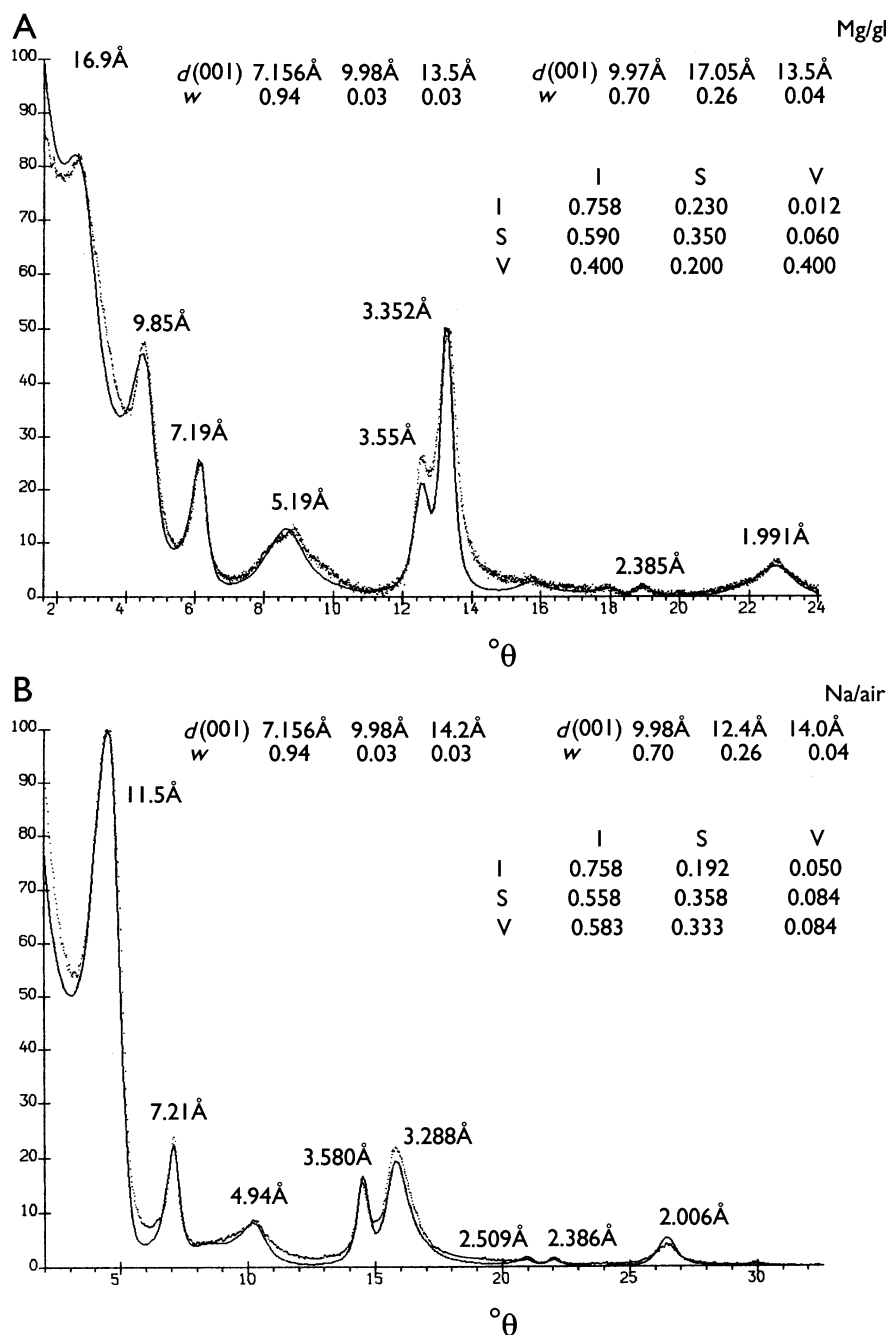 A
Mg/gl
100
16.9Å
d(001) 7.156Å 9.98Å 13.5Å
w 0.94 0.03 0.03
d(001) 9.97Å 17.05Å 13.5Å
w 0.70 0.26 0.04
90
80
I S V
I 0.758 0.230 0.012
S 0.590 0.350 0.060
V 0.400 0.200 0.400
70
60
50
9.85Å
3.352Å
40
30
7.19Å
3.55Å
20
5.19Å
10
2.385Å
1.991Å
0
2 4 6 8 10 12 14 16 18 20 22 24
°θ
B
Na/air
100
d(001) 7.156Å 9.98Å 14.2Å
w 0.94 0.03 0.03
d(001) 9.98Å 12.4Å 14.0Å
w 0.70 0.26 0.04
90
11.5Å
80
I S V
I 0.758 0.192 0.050
S 0.558 0.358 0.084
V 0.583 0.333 0.084
70
60
50
40
30
7.21Å
20
3.580Å
3.288Å
4.94Å
10
2.509Å
2.386Å
2.006Å
0
5 10 15 20 25 30
°θ